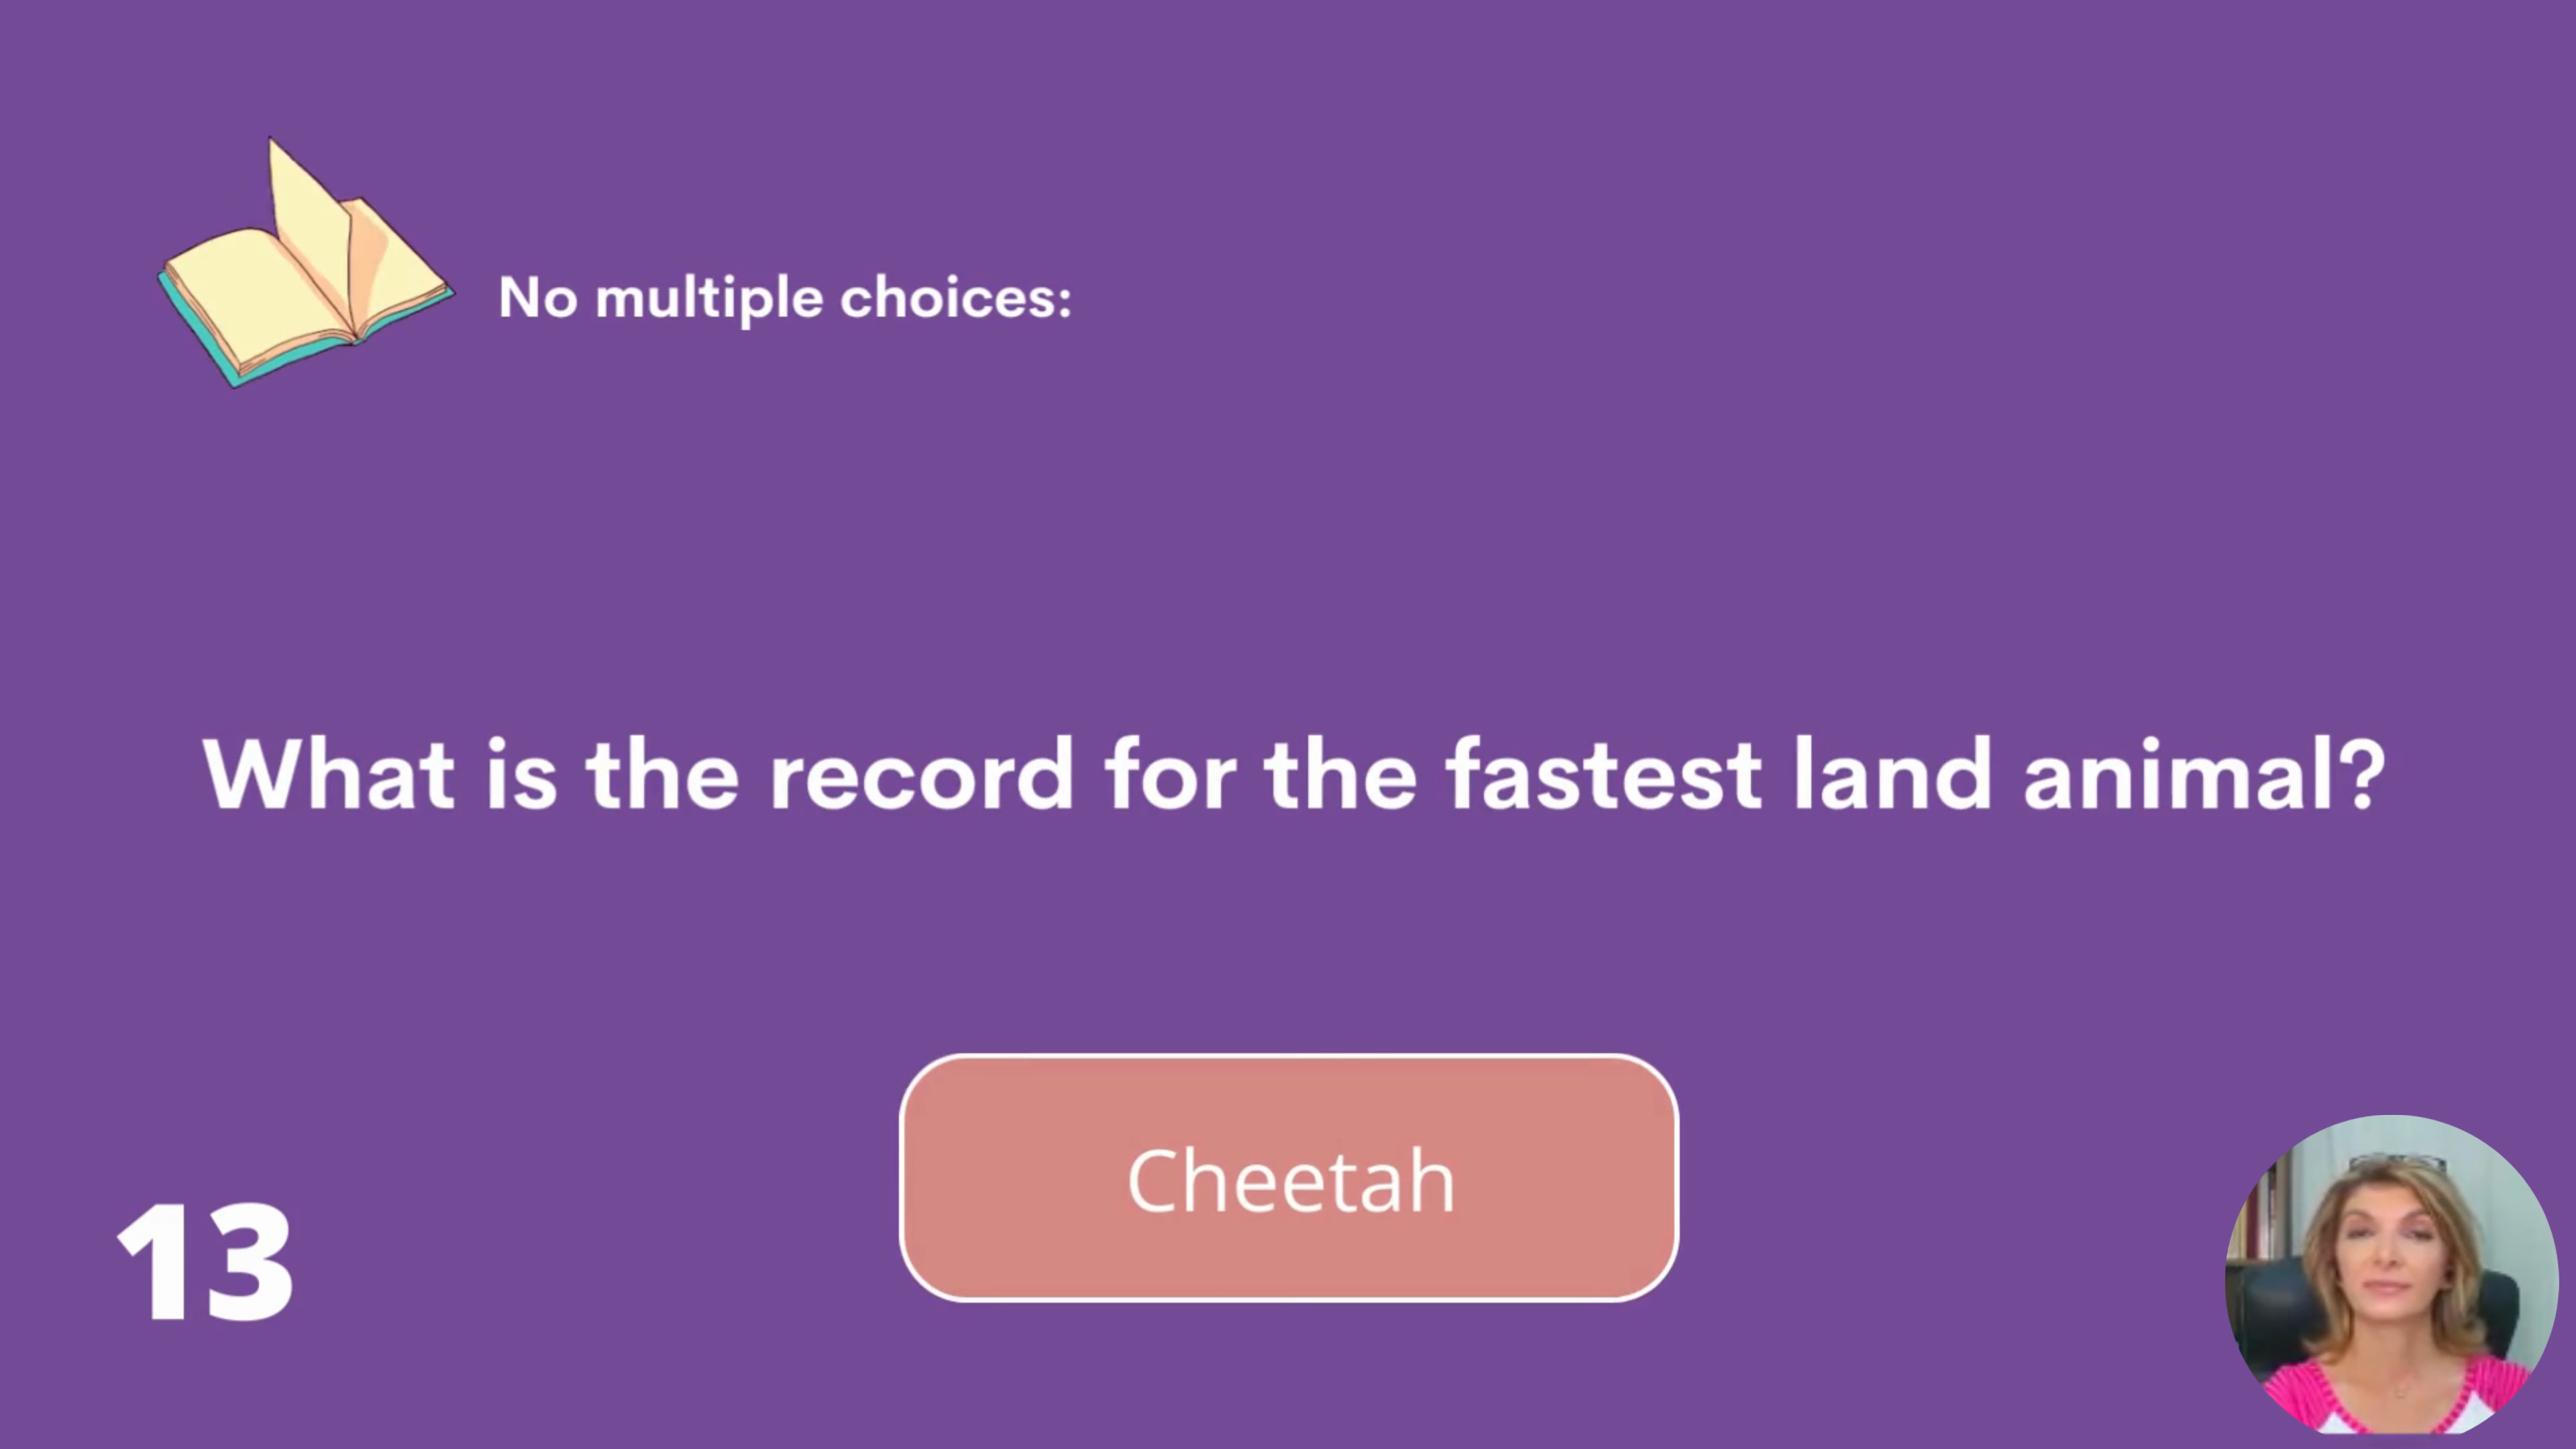 No multiple choices:
What is the record for the fastest land animal?
Cheetah
13